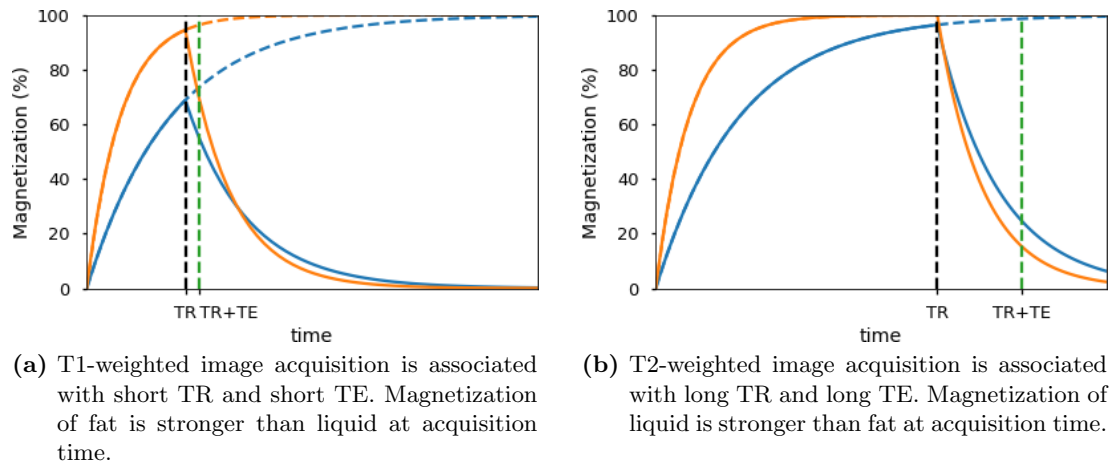 100
80
60
40
20
0
Magnetization (%)
TR TR+TE
time
(a) T1-weighted image acquisition is associated
with short TR and short TE. Magnetization
of fat is stronger than liquid at acquisition
time.
100
80
60
40
20
0
Magnetization (%)
TR TR+TE
time
(b) T2-weighted image acquisition is associated
with long TR and long TE. Magnetization of
liquid is stronger than fat at acquisition time.